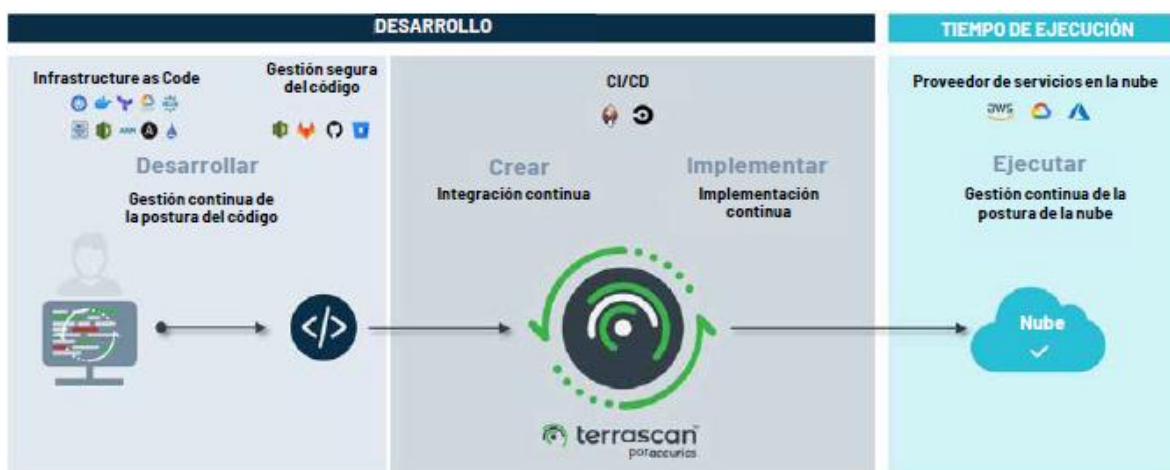 DESARROLLO
TIEMPO DE EJECUCIÓN
Infrastructure as Code
Gestión segura
del código
CI/CD
Proveedor de servicios en la nube
aws
ARM
Desarrollar
Crear
Implementar
Ejecutar
Gestión continua de
la postura del código
Integración continua
Implementación
continua
Gestión continua de la
postura de la nube
</>
Nube
terrascan
por accurics